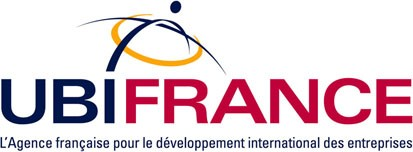 UBIFRANCE
L'Agence française pour le développement international des entreprises